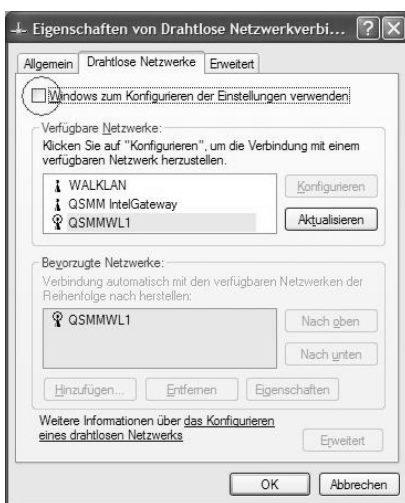 Eigenschaften von Drahtlose Netzwerkverbi...
Allgemein Drahtlose Netzwerke Erweitert
Windows zum Konfigurieren der Einstellungen verwenden
Verfügbare Netzwerke:
Klicken Sie auf "Konfigurieren", um die Verbindung mit einem
verfügbaren Netzwerk herzustellen.
WALKLAN
QSMM IntelGateway
QSMMWL1
Konfigurieren
Aktualisieren
Bevorzugte Netzwerke:
Verbindung automatisch mit den verfügbaren Netzwerken der
Reihenfolge nach herstellen:
QSMMWL1
Nach oben
Nach unten
Hinzufügen... Entfernen Eigenschaften
Weitere Informationen über das Konfigurieren
eines drahtlosen Netzwerks
Erweitert
OK Abbrechen